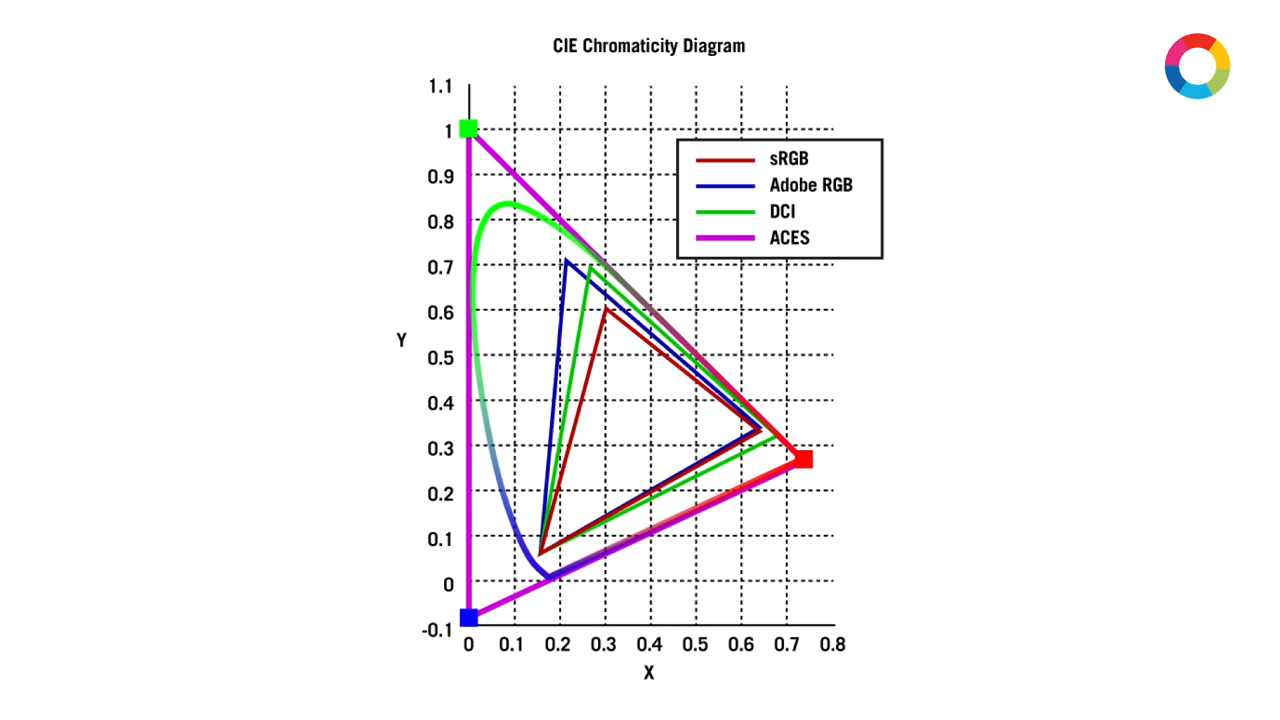 CIE Chromaticity Diagram
1.1
1
0.9
0.8
0.7
0.6
0.5
0.4
0.3
0.2
0.1
0
-0.1
Y
sRGB
Adobe RGB
DCI
ACES
0 0.1 0.2 0.3 0.4 0.5 0.6 0.7 0.8
X